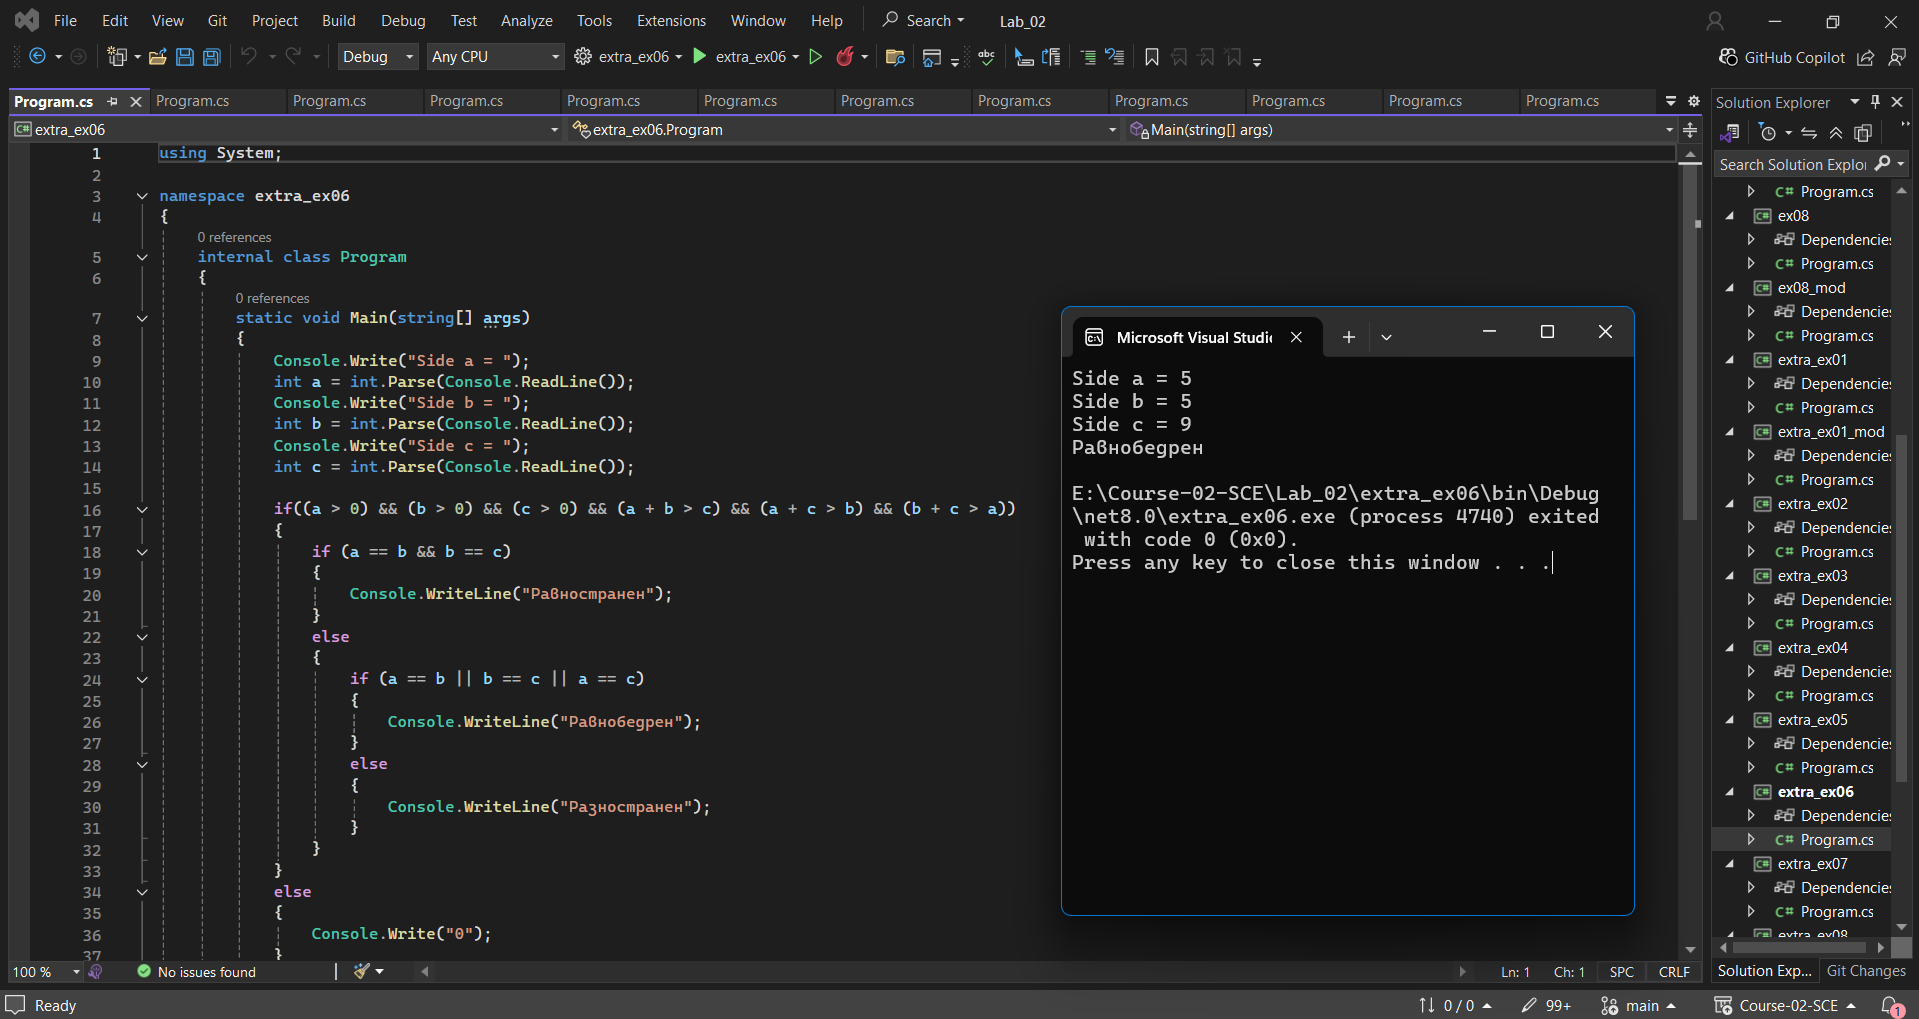 File Edit View Git Project Build Debug Test Analyze Tools Extensions Window Help Search Lab_02
Debug Any CPU extra_ex06 extra_ex06 GitHub Copilot
Program.cs Program.cs Program.cs Program.cs Program.cs Program.cs Program.cs Program.cs Program.cs Program.cs Program.cs Program.cs
extra_ex06 extra_ex06.Program Main(string[] args)
1 using System;
2
3 namespace extra_ex06
4 {
0 references
5 internal class Program
6 {
0 references
7 static void Main(string[] args)
8 {
9 Console.Write("Side a = ");
10 int a = int.Parse(Console.ReadLine());
11 Console.Write("Side b = ");
12 int b = int.Parse(Console.ReadLine());
13 Console.Write("Side c = ");
14 int c = int.Parse(Console.ReadLine());
15
16 if((a > 0) && (b > 0) && (c > 0) && (a + b > c) && (a + c > b) && (b + c > a))
17 {
18 if (a == b && b == c)
19 {
20 Console.WriteLine("Равностранен");
21 }
22 else
23 {
24 if (a == b || b == c || a == c)
25 {
26 Console.WriteLine("Равнобедрен");
27 }
28 else
29 {
30 Console.WriteLine("Разностранен");
31 }
32 }
33 }
34 else
35 {
36 Console.Write("0");
37 }
Microsoft Visual Studi
Side a = 5
Side b = 5
Side c = 9
Равнобедрен
E:\Course-02-SCE\Lab_02\extra_ex06\bin\Debug
\net8.0\extra_ex06.exe (process 4740) exited
with code 0 (0x0).
Press any key to close this window . . .
Solution Explorer
Search Solution Explo
Program.cs
ex08
Dependencies
Program.cs
ex08_mod
Dependencies
Program.cs
extra_ex01
Dependencies
Program.cs
extra_ex01_mod
Dependencies
Program.cs
extra_ex02
Dependencies
Program.cs
extra_ex03
Dependencies
Program.cs
extra_ex04
Dependencies
Program.cs
extra_ex05
Dependencies
Program.cs
extra_ex06
Dependencies
Program.cs
extra_ex07
Dependencies
Program.cs
extra_ex08
Solution Exp... Git Changes
100 % No issues found Ln: 1 Ch: 1 SPC CRLF
Ready 0 / 0 99+ main Course-02-SCE 1